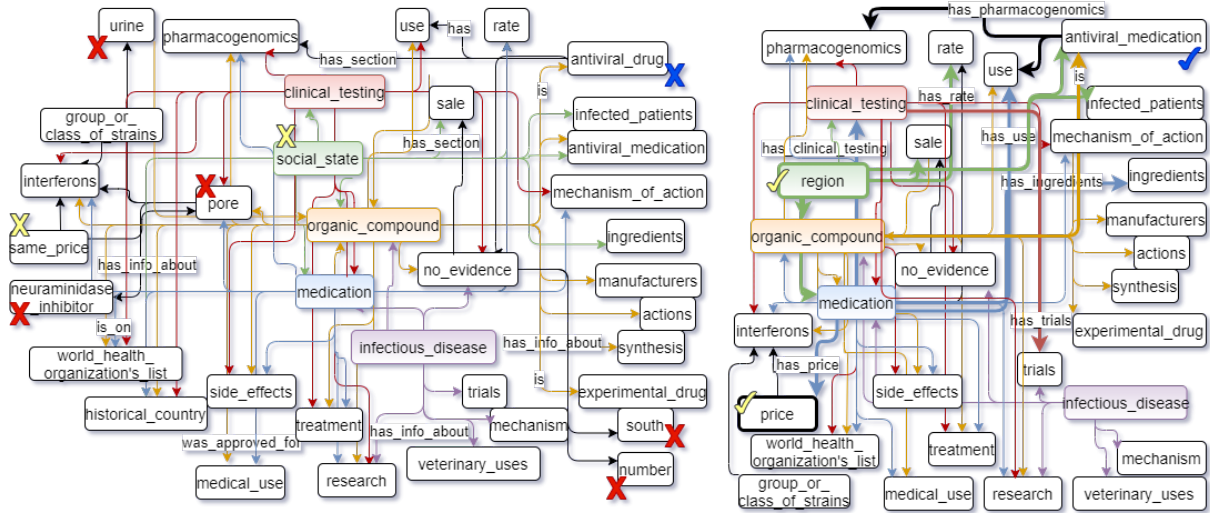 urine
X
pharmacogenomics
use
has
rate
has_section
antiviral_drug
X
clinical_testing
is
sale
group_or_
class_of_strains
infected_patients
X
social_state
has_section
antiviral_medication
interferons
X
pore
mechanism_of_action
X
same_price
organic_compound
ingredients
has_info_about
no_evidence
neuraminidase
_inhibitor
X
medication
manufacturers
actions
is_on
infectious_disease
has_info_about
synthesis
world_health_
organization's_list
is
side_effects
trials
experimental_drug
historical_country
treatment
mechanism
south
X
was_approved_for
has_info_about
medical_use
research
veterinary_uses
number
X
has_pharmacogenomics
pharmacogenomics
rate
antiviral_medication
use
is
clinical_testing
has_rate
infected_patients
sale
has_use
mechanism_of_action
has_clinical_testing
region
has_ingredients
ingredients
organic_compound
manufacturers
no_evidence
actions
medication
synthesis
interferons
has_trials
experimental_drug
has_price
trials
side_effects
price
infectious_disease
world_health_
organization's_list
treatment
mechanism
group_or_
class_of_strains
medical_use
research
veterinary_uses